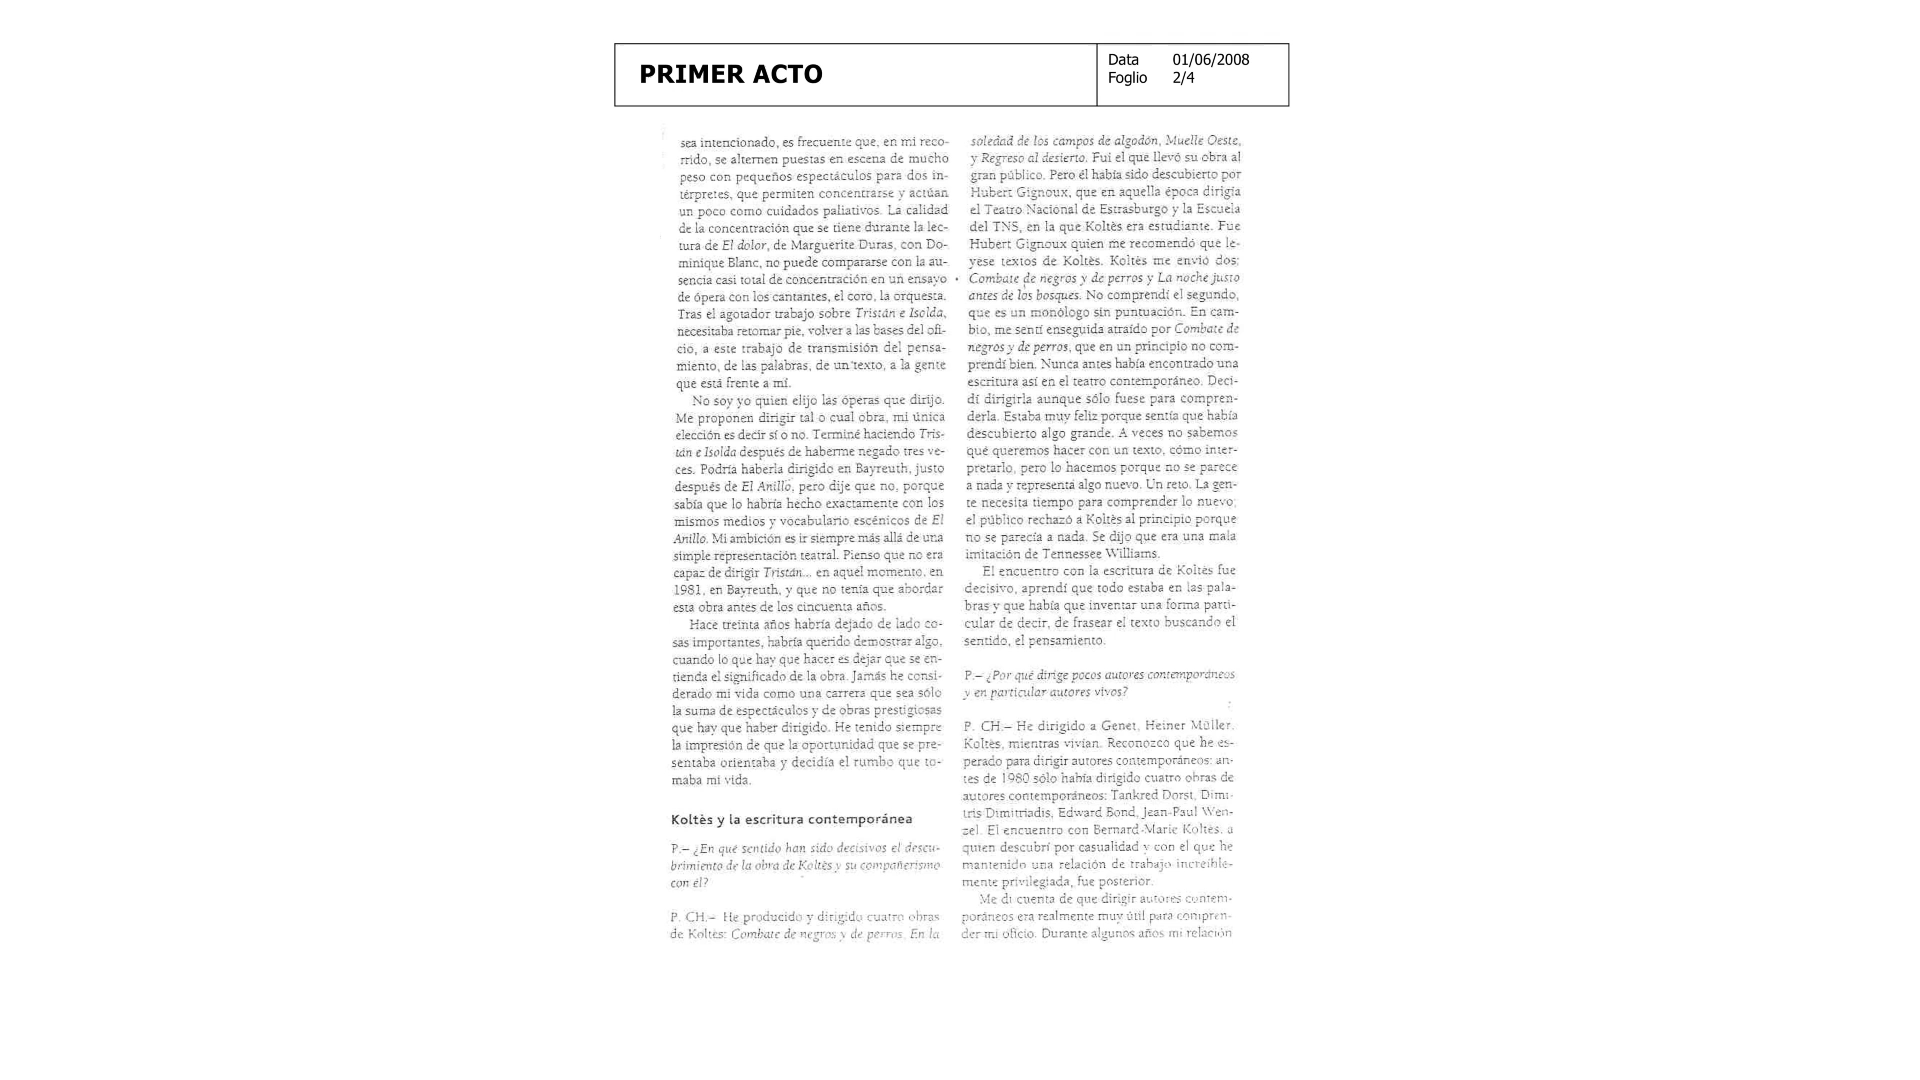 PRIMER ACTO
Data 01/06/2008
Foglio 2/4
sea intencionado, es frecuente que, en mi reco-
rrido, se alternen puestas en escena de mucho
peso con pequeños espectáculos para dos in-
térpretes, que permiten concentrarse y actúan
un poco como cuidados paliativos. La calidad
de la concentración que se tiene durante la lec-
tura de El dolor, de Marguerite Duras, con Do-
minique Blanc, no puede compararse con la au-
sencia casi total de concentración en un ensayo
de ópera con los cantantes, el coro, la orquesta.
Tras el agotador trabajo sobre Tristán e Isolda,
necesitaba retomar pie, volver a las bases del ofi-
cio, a este trabajo de transmisión del pensa-
miento, de las palabras, de un texto, a la gente
que está frente a mí.
No soy yo quien elijo las óperas que dirijo.
Me proponen dirigir tal o cual obra, mi única
elección es decir sí o no. Terminé haciendo Tris-
tán e Isolda después de haberme negado tres ve-
ces. Podría haberla dirigido en Bayreuth, justo
después de El Anillo, pero dije que no, porque
sabía que lo habría hecho exactamente con los
mismos medios y vocabulario escénicos de El
Anillo. Mi ambición es ir siempre más allá de una
simple representación teatral. Pienso que no era
capaz de dirigir Tristán... en aquel momento, en
1981, en Bayreuth, y que no tenía que abordar
esta obra antes de los cincuenta años.
Hace treinta años habría dejado de lado co-
sas importantes, habría querido demostrar algo,
cuando lo que hay que hacer es dejar que se en-
tienda el significado de la obra. Jamás he consi-
derado mi vida como una carrera que sea sólo
la suma de espectáculos y de obras prestigiosas
que hay que haber dirigido. He tenido siempre
la impresión de que la oportunidad que se pre-
sentaba orientaba y decidía el rumbo que to-
maba mi vida.
Koltès y la escritura contemporánea
P.– ¿En qué sentido han sido decisivos el descu-
brimiento de la obra de Koltès y su compañerismo
con él?
P. CH.– He producido y dirigido cuatro obras
de Koltès: Combate de negros y de perros, En la
soledad de los campos de algodón, Muelle Oeste,
y Regreso al desierto. Fui el que llevó su obra al
gran público. Pero él había sido descubierto por
Hubert Gignoux, que en aquella época dirigía
el Teatro Nacional de Estrasburgo y la Escuela
del TNS, en la que Koltès era estudiante. Fue
Hubert Gignoux quien me recomendó que le-
yese textos de Koltès. Koltès me envió dos:
Combate de negros y de perros y La noche justo
antes de los bosques. No comprendí el segundo,
que es un monólogo sin puntuación. En cam-
bio, me sentí enseguida atraído por Combate de
negros y de perros, que en un principio no com-
prendí bien. Nunca antes había encontrado una
escritura así en el teatro contemporáneo. Deci-
dí dirigirla aunque sólo fuese para compren-
derla. Estaba muy feliz porque sentía que había
descubierto algo grande. A veces no sabemos
qué queremos hacer con un texto, cómo inter-
pretarlo, pero lo hacemos porque no se parece
a nada y representa algo nuevo. Un reto. La gen-
te necesita tiempo para comprender lo nuevo;
el público rechazó a Koltès al principio porque
no se parecía a nada. Se dijo que era una mala
imitación de Tennessee Williams.
El encuentro con la escritura de Koltès fue
decisivo, aprendí que todo estaba en las pala-
bras y que había que inventar una forma parti-
cular de decir, de frasear el texto buscando el
sentido, el pensamiento.
P.– ¿Por qué dirige pocos autores contemporáneos
y en particular autores vivos?
P. CH.– He dirigido a Genet, Heiner Müller,
Koltès, mientras vivían. Reconozco que he es-
perado para dirigir autores contemporáneos: an-
tes de 1980 sólo había dirigido cuatro obras de
autores contemporáneos: Tankred Dorst, Dimi-
tris Dimitriadis, Edward Bond, Jean-Paul Wen-
zel. El encuentro con Bernard-Marie Koltès, a
quien descubrí por casualidad y con el que he
mantenido una relación de trabajo increíble-
mente privilegiada, fue posterior.
Me di cuenta de que dirigir autores contem-
poráneos era realmente muy útil para compren-
der mi oficio. Durante algunos años mi relación